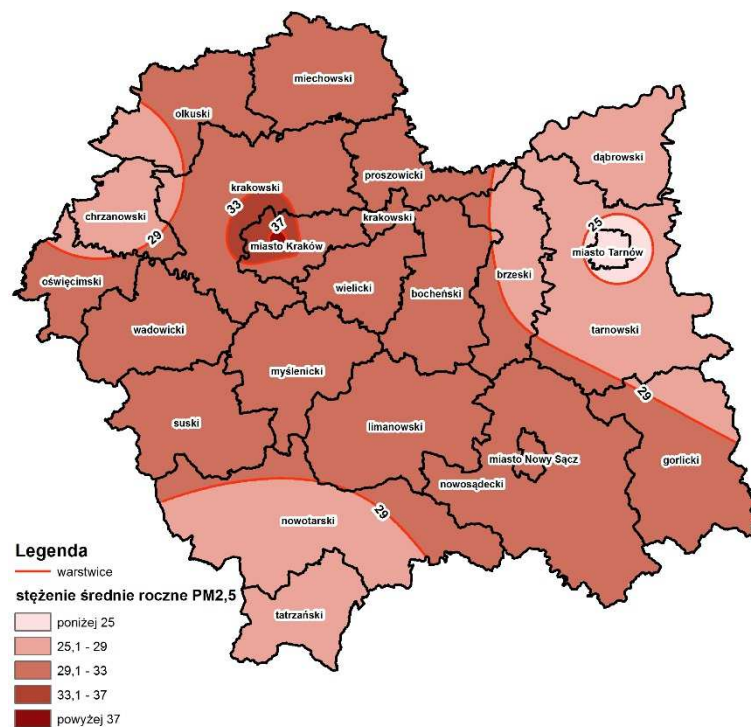 miechowski
olkuski
dąbrowski
proszowicki
krakowski
chrzanowski
33
krakowski
25
37
29
miasto Kraków
miasto Tarnów
oświęcimski
wielicki
bocheński
brzeski
wadowicki
tarnowski
myślenicki
29
suski
limanowski
miasto Nowy Sącz
gorlicki
nowosądecki
29
nowotarski
tatrzański
Legenda
warstwice
stężenie średnie roczne PM2,5
poniżej 25
25,1 - 29
29,1 - 33
33,1 - 37
powyżej 37